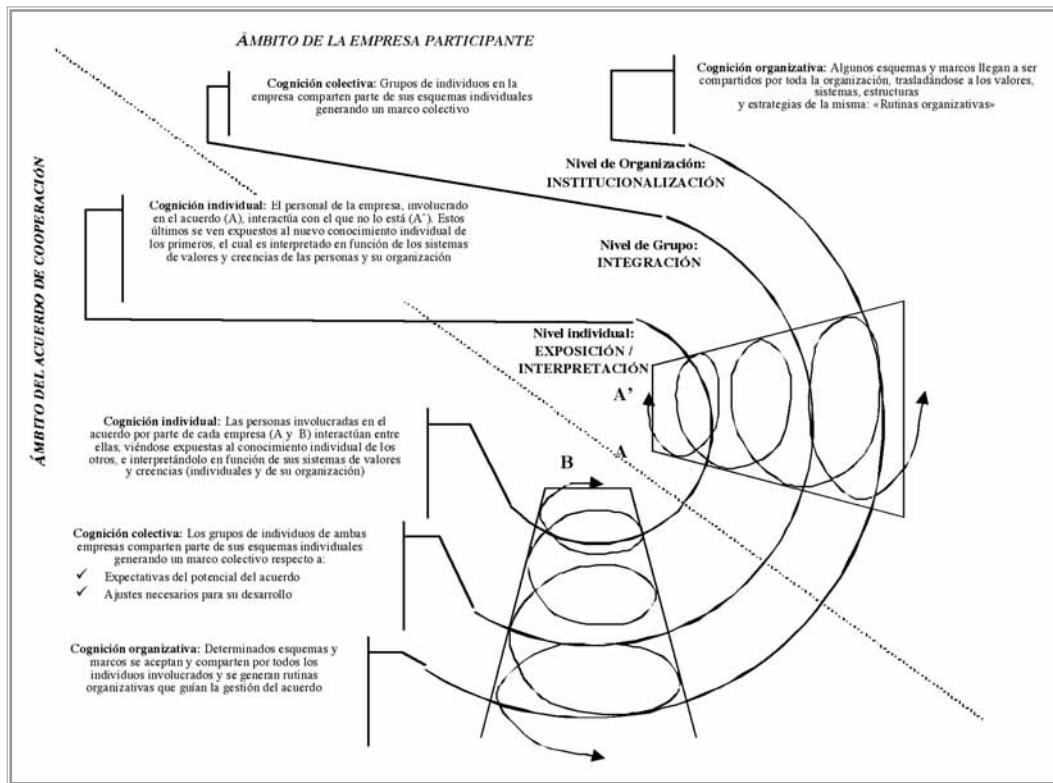 ÁMBITO DE LA EMPRESA PARTICIPANTE
Cognición colectiva: Grupos de individuos en la
empresa comparten parte de sus esquemas individuales
generando un marco colectivo
Cognición organizativa: Algunos esquemas y marcos llegan a ser
compartidos por toda la organización, trasladándose a los valores,
sistemas, estructuras
y estrategias de la misma: «Rutinas organizativas»
Nivel de Organización:
INSTITUCIONALIZACIÓN
ÁMBITO DEL ACUERDO DE COOPERACIÓN
Cognición individual: El personal de la empresa, involucrado
en el acuerdo (A), interactúa con el que no lo está (A´). Estos
últimos se ven expuestos al nuevo conocimiento individual de
los primeros, el cual es interpretado en función de los sistemas
de valores y creencias de las personas y su organización
Nivel de Grupo:
INTEGRACIÓN
Nivel individual:
EXPOSICIÓN /
INTERPRETACIÓN
A’
A
B
Cognición individual: Las personas involucradas en el
acuerdo por parte de cada empresa (A y B) interactúan entre
ellas, viéndose expuestas al conocimiento individual de los
otros, e interpretándolo en función de sus sistemas de valores
y creencias (individuales y de su organización)
Cognición colectiva: Los grupos de individuos de ambas
empresas comparten parte de sus esquemas individuales
generando un marco colectivo respecto a:
✓ Expectativas del potencial del acuerdo
✓ Ajustes necesarios para su desarrollo
Cognición organizativa: Determinados esquemas y
marcos se aceptan y comparten por todos los
individuos involucrados y se generan rutinas
organizativas que guían la gestión del acuerdo